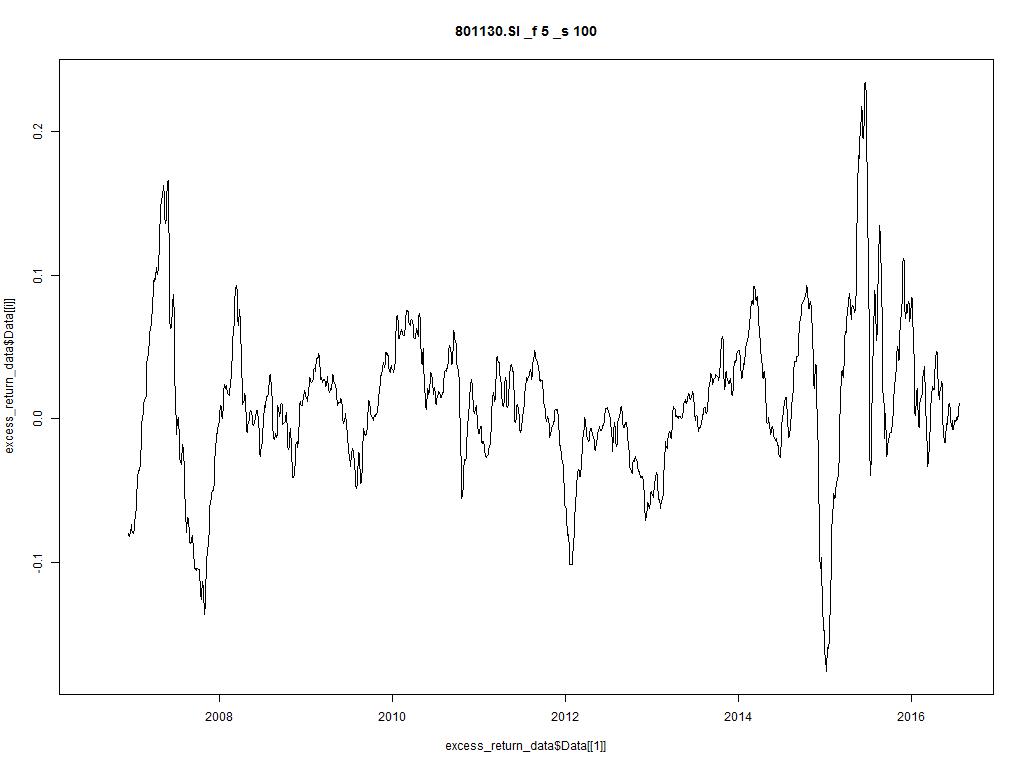 801130.SI _f 5 _s 100
excess_return_data$Data[[i]]
0.2
0.1
0.0
-0.1
2008 2010 2012 2014 2016
excess_return_data$Data[[1]]